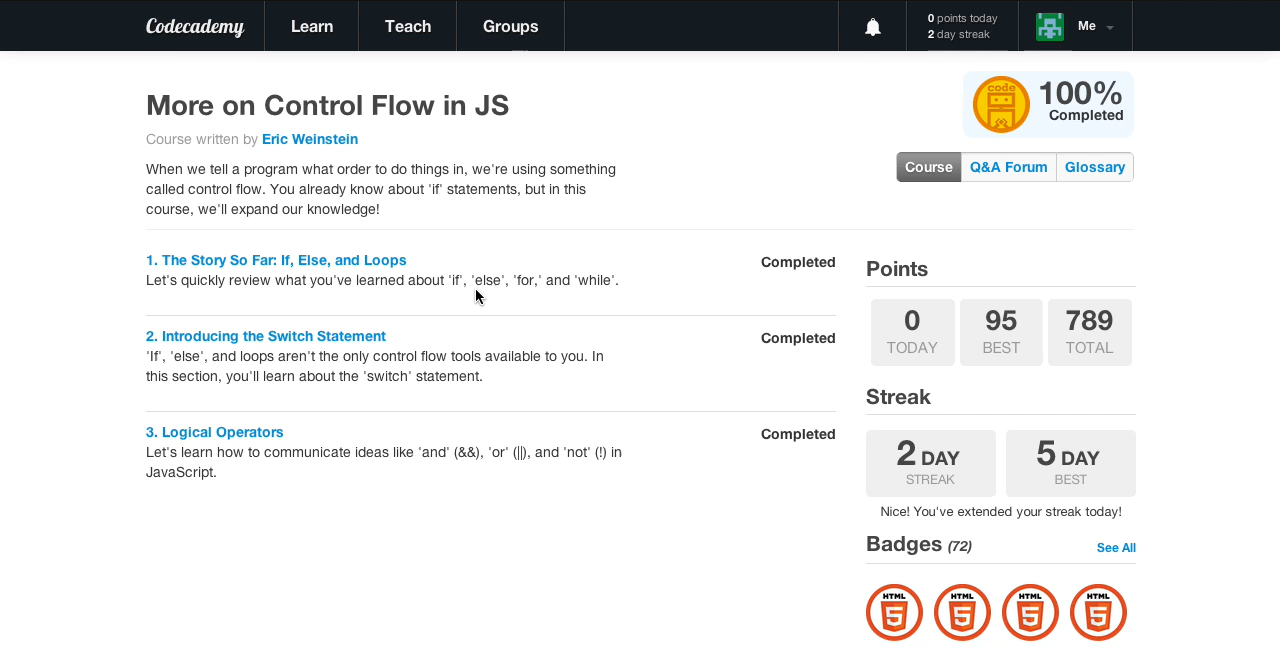 Codecademy
Learn
Teach
Groups
0 points today
2 day streak
Me
More on Control Flow in JS
Course written by Eric Weinstein
When we tell a program what order to do things in, we're using something
called control flow. You already know about 'if' statements, but in this
course, we'll expand our knowledge!
code
100%
Completed
Course
Q&A Forum
Glossary
1. The Story So Far: If, Else, and Loops
Let's quickly review what you've learned about 'if', 'else', 'for,' and 'while'.
Completed
2. Introducing the Switch Statement
'If', 'else', and loops aren't the only control flow tools available to you. In
this section, you'll learn about the 'switch' statement.
Completed
3. Logical Operators
Let's learn how to communicate ideas like 'and' (&&), 'or' (||), and 'not' (!) in
JavaScript.
Completed
Points
0
TODAY
95
BEST
789
TOTAL
Streak
2 DAY
STREAK
5 DAY
BEST
Nice! You've extended your streak today!
Badges (72)
See All
HTML
5
HTML
5
HTML
5
HTML
5